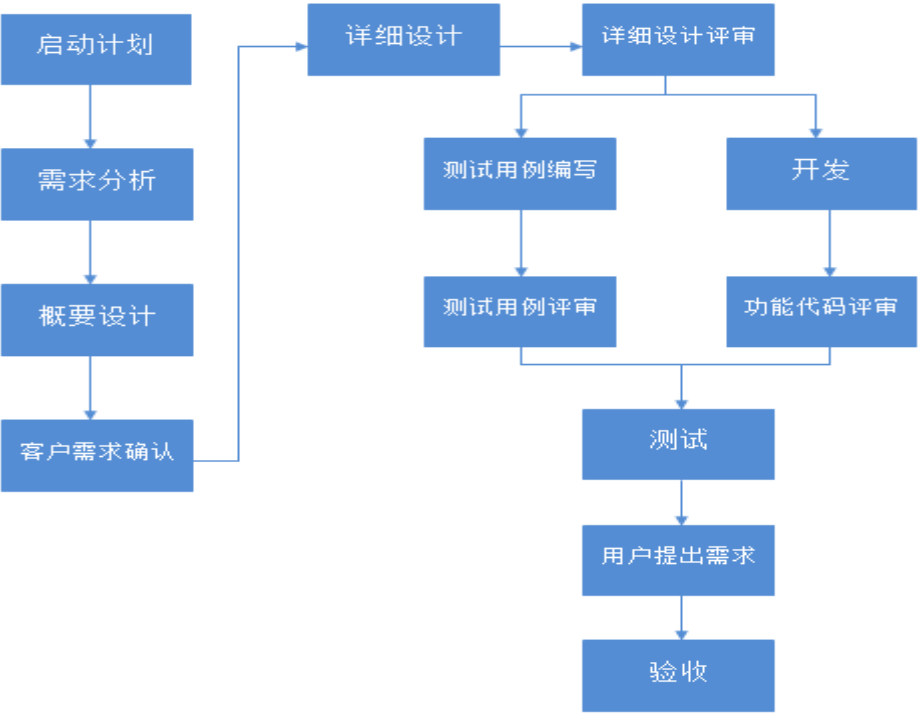 启动计划
需求分析
概要设计
客户需求确认
详细设计
详细设计评审
测试用例编写
开发
测试用例评审
功能代码评审
测试
用户提出需求
验收